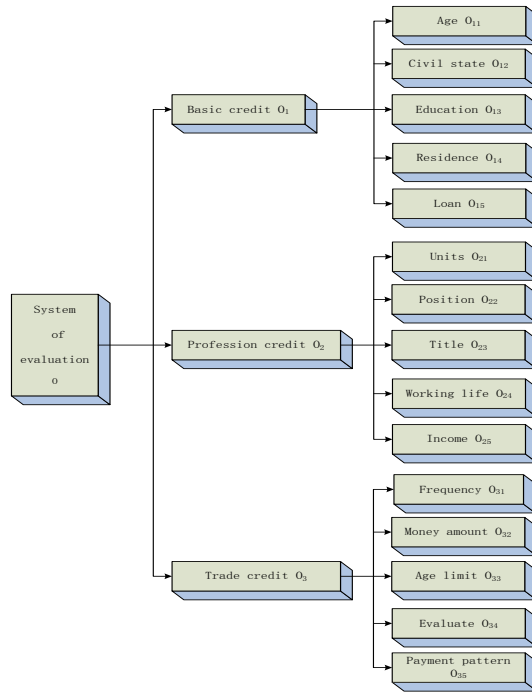 System
of
evaluation
O
Basic credit O₁
Age O₁₁
Civil state O₁₂
Education O₁₃
Residence O₁₄
Loan O₁₅
Profession credit O₂
Units O₂₁
Position O₂₂
Title O₂₃
Working life O₂₄
Income O₂₅
Trade credit O₃
Frequency O₃₁
Money amount O₃₂
Age limit O₃₃
Evaluate O₃₄
Payment pattern
O₃₅